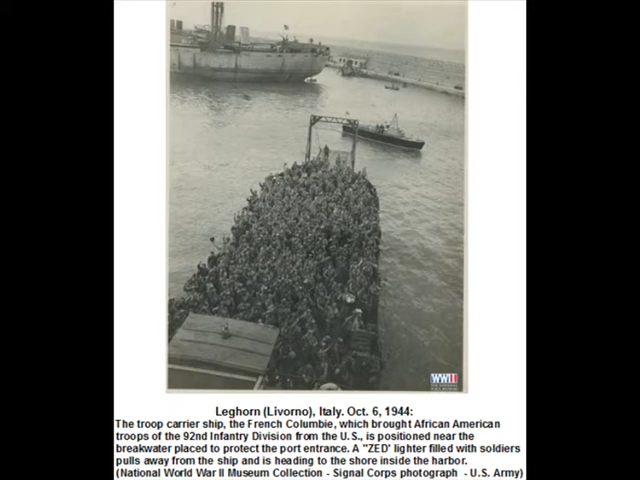 WWII
Leghorn (Livorno), Italy. Oct. 6, 1944:
The troop carrier ship, the French Columbie, which brought African American
troops of the 92nd Infantry Division from the U.S., is positioned near the
breakwater placed to protect the port entrance. A "ZED' lighter filled with soldiers
pulls away from the ship and is heading to the shore inside the harbor.
(National World War II Museum Collection - Signal Corps photograph - U.S. Army)